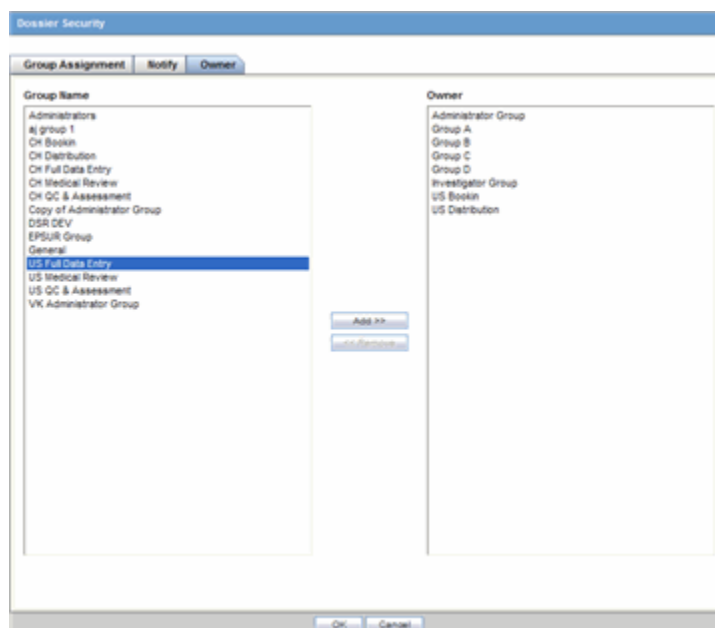 Dossier Security
Group Assignment
Notify
Owner
Group Name
Administrators
aj group 1
CH Bookin
CH Distribution
CH Full Data Entry
CH Medical Review
CH QC & Assessment
Copy of Administrator Group
DSR DEV
EPSUR Group
General
US Full Data Entry
US Medical Review
US QC & Assessment
VK Administrator Group
Add >>
<< Remove
Owner
Administrator Group
Group A
Group B
Group C
Group D
Investigator Group
US Bookin
US Distribution
OK
Cancel